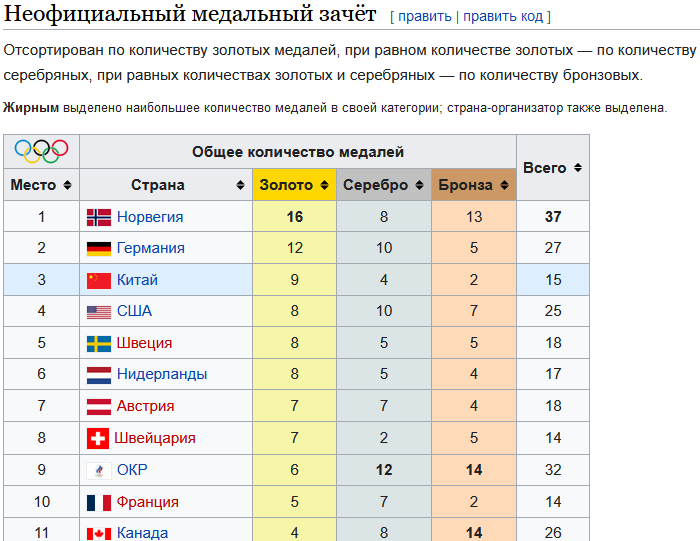 Неофициальный медальный зачёт [ править | править код ]
Отсортирован по количеству золотых медалей, при равном количестве золотых — по количеству
серебряных, при равных количествах золотых и серебряных — по количеству бронзовых.
Жирным выделено наибольшее количество медалей в своей категории; страна-организатор также выделена.
Общее количество медалей Всего
Место Страна Золото Серебро Бронза
1 Норвегия 16 8 13 37
2 Германия 12 10 5 27
3 Китай 9 4 2 15
4 США 8 10 7 25
5 Швеция 8 5 5 18
6 Нидерланды 8 5 4 17
7 Австрия 7 7 4 18
8 Швейцария 7 2 5 14
9 ОКР 6 12 14 32
10 Франция 5 7 2 14
11 Канада 4 8 14 26